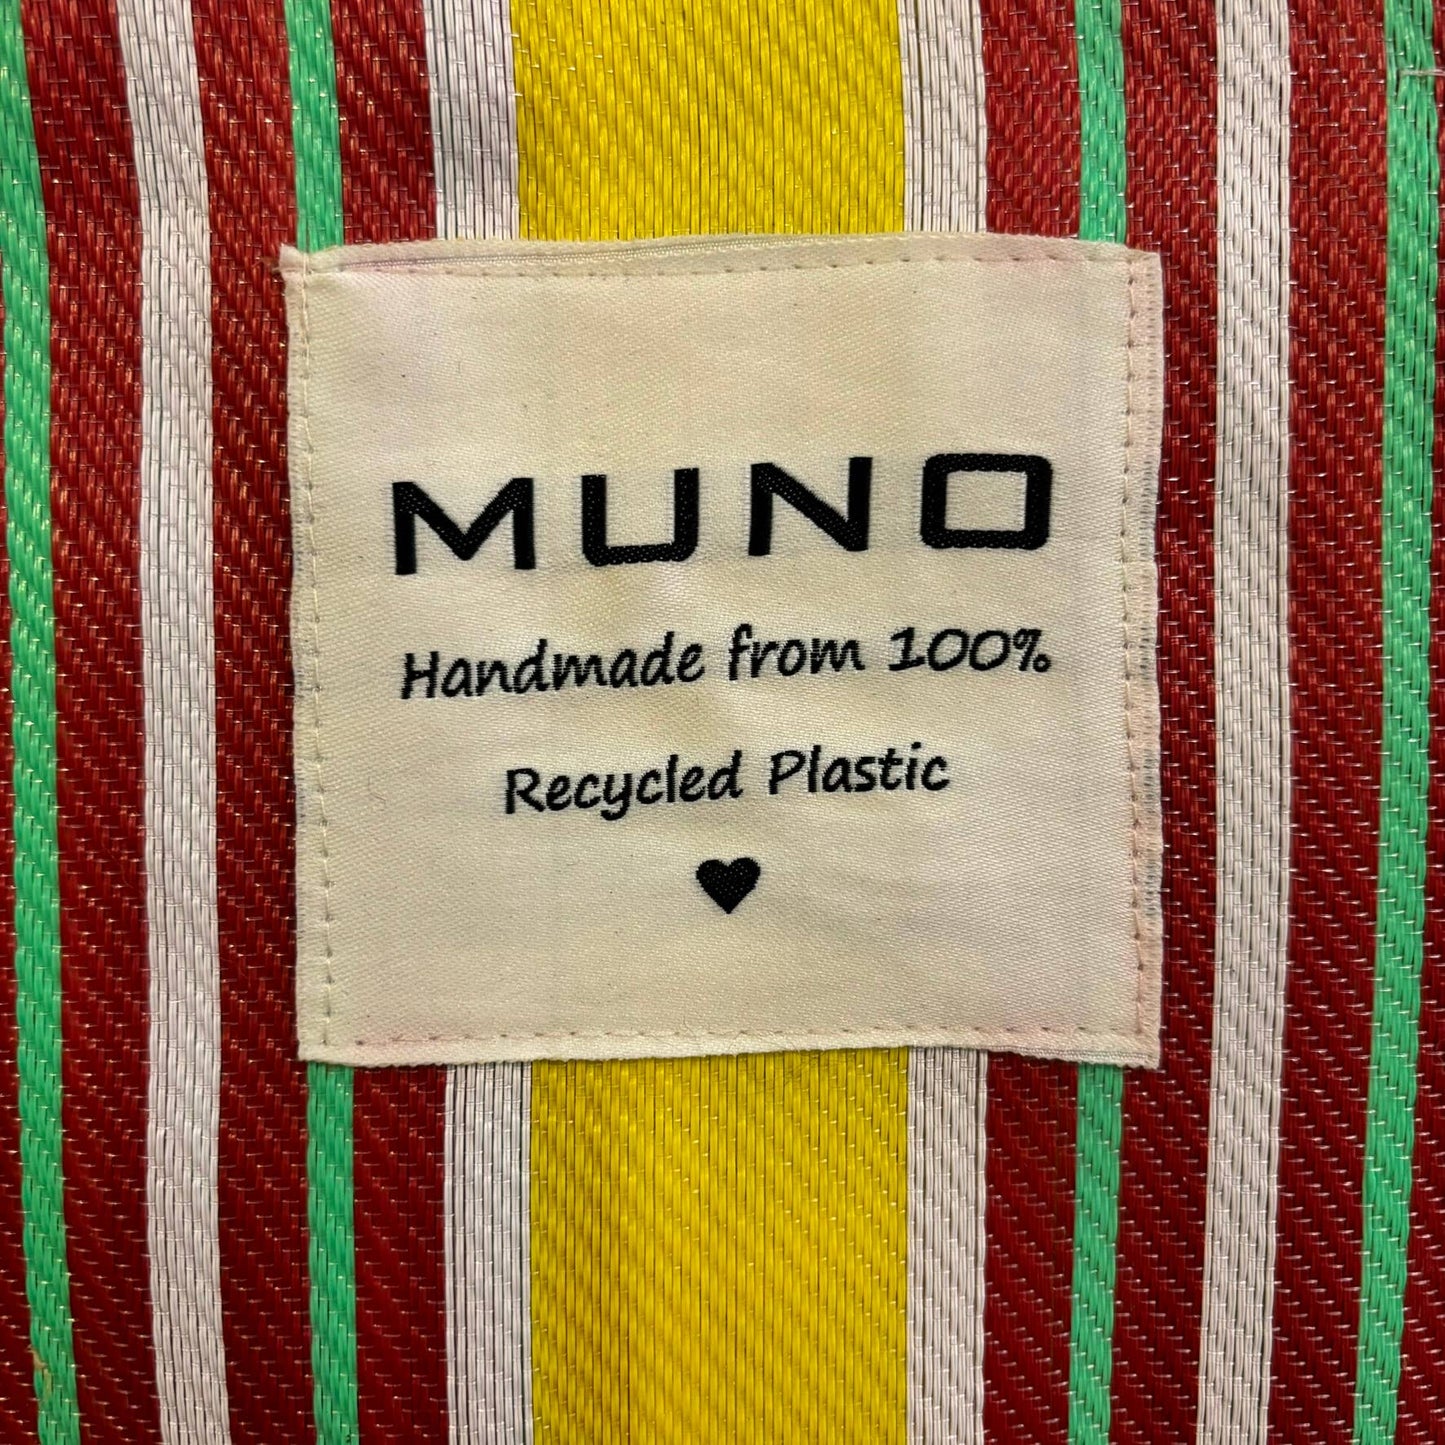 MUNO
Handmade from 100%
Recycled Plastic